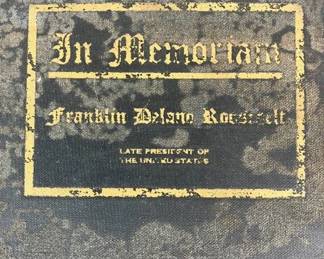 In Memoriam
Franklin Delano Roosevelt
LATE PRESIDENT OF
THE UNITED STATES